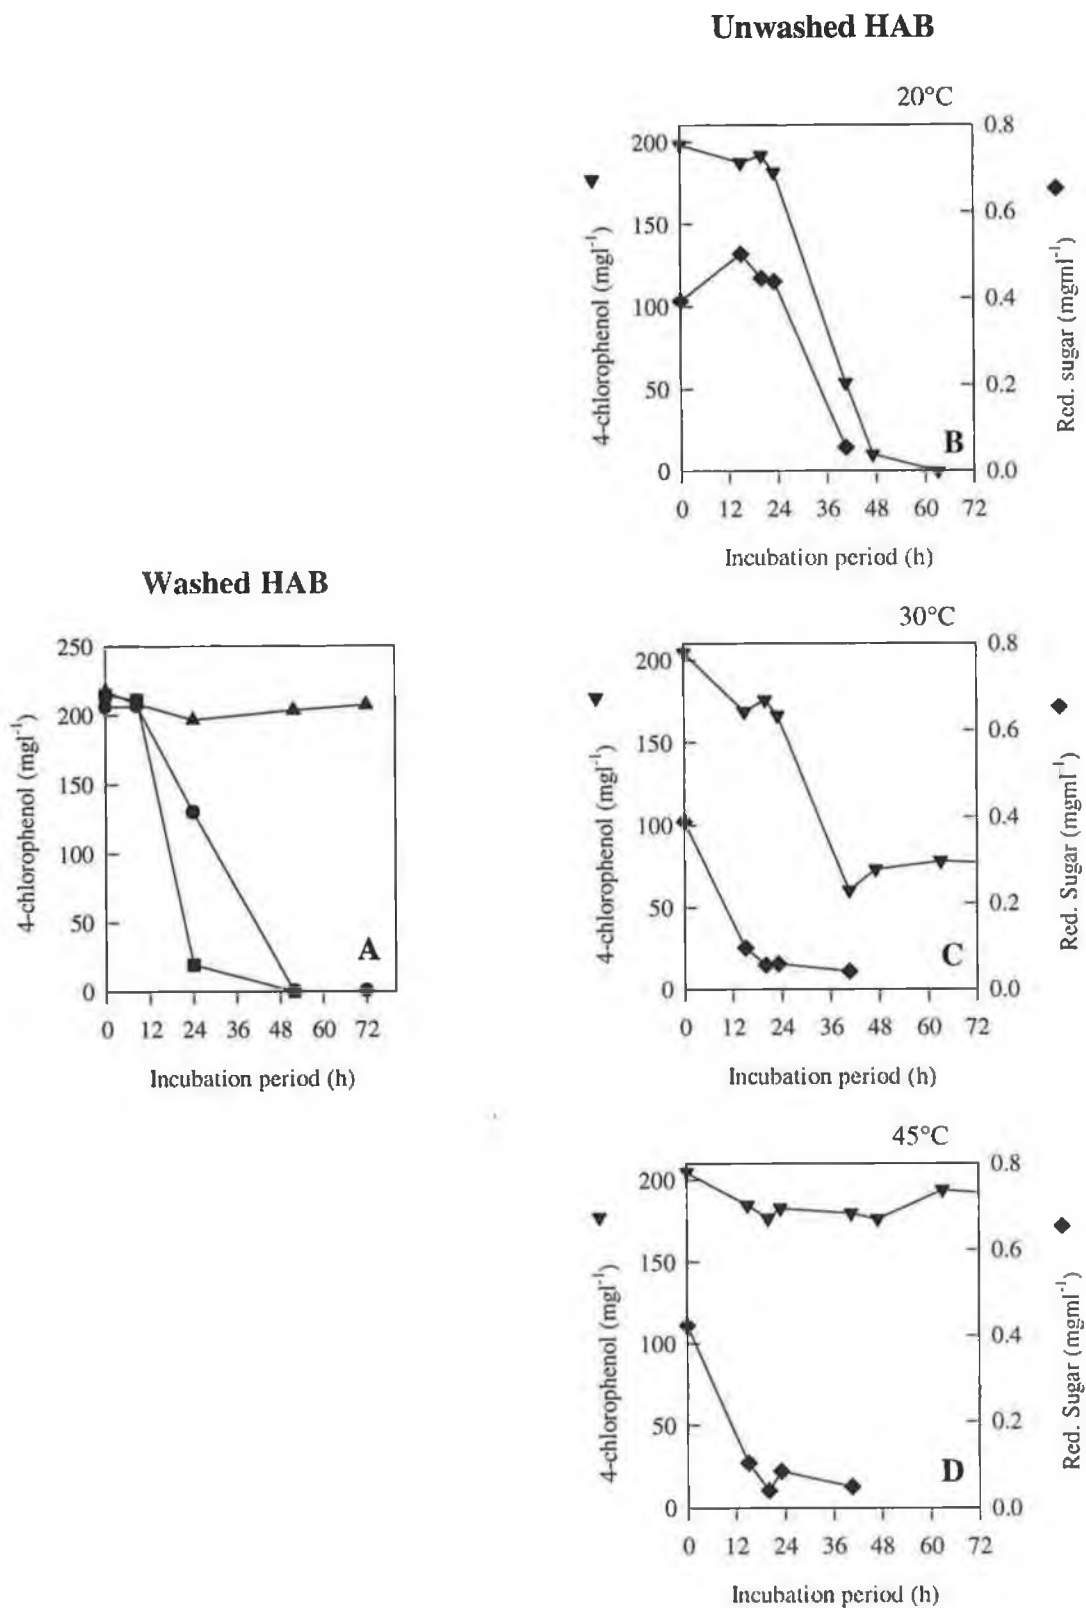 Unwashed HAB
20°C
200
150
100
50
0
0.8
0.6
0.4
0.2
0.0
4-chlorophenol (mgl⁻¹)
Red. sugar (mgml⁻¹)
B
0 12 24 36 48 60 72
Incubation period (h)
Washed HAB
250
200
150
100
50
0
4-chlorophenol (mgl⁻¹)
A
0 12 24 36 48 60 72
Incubation period (h)
30°C
200
150
100
50
0
0.8
0.6
0.4
0.2
0.0
4-chlorophenol (mgl⁻¹)
Red. Sugar (mgml⁻¹)
C
0 12 24 36 48 60 72
Incubation period (h)
45°C
200
150
100
50
0
0.8
0.6
0.4
0.2
0.0
4-chlorophenol (mgl⁻¹)
Red. Sugar (mgml⁻¹)
D
0 12 24 36 48 60 72
Incubation period (h)